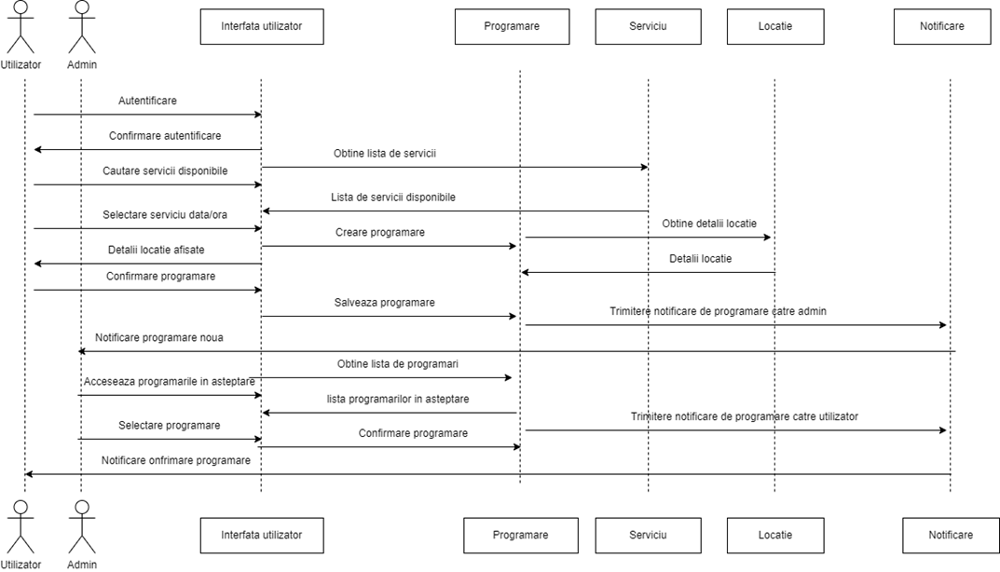 Interfata utilizator
Programare
Serviciu
Locatie
Notificare
Utilizator
Admin
Autentificare
Confirmare autentificare
Obtine lista de servicii
Cautare servicii disponibile
Lista de servicii disponibile
Selectare serviciu data/ora
Obtine detalii locatie
Creare programare
Detalii locatie afisate
Detalii locatie
Confirmare programare
Salveaza programare
Trimitere notificare de programare catre admin
Notificare programare noua
Obtine lista de programari
Acceseaza programarile in asteptare
lista programarilor in asteptare
Trimitere notificare de programare catre utilizator
Selectare programare
Confirmare programare
Notificare onfrimare programare
Interfata utilizator
Programare
Serviciu
Locatie
Notificare
Utilizator
Admin